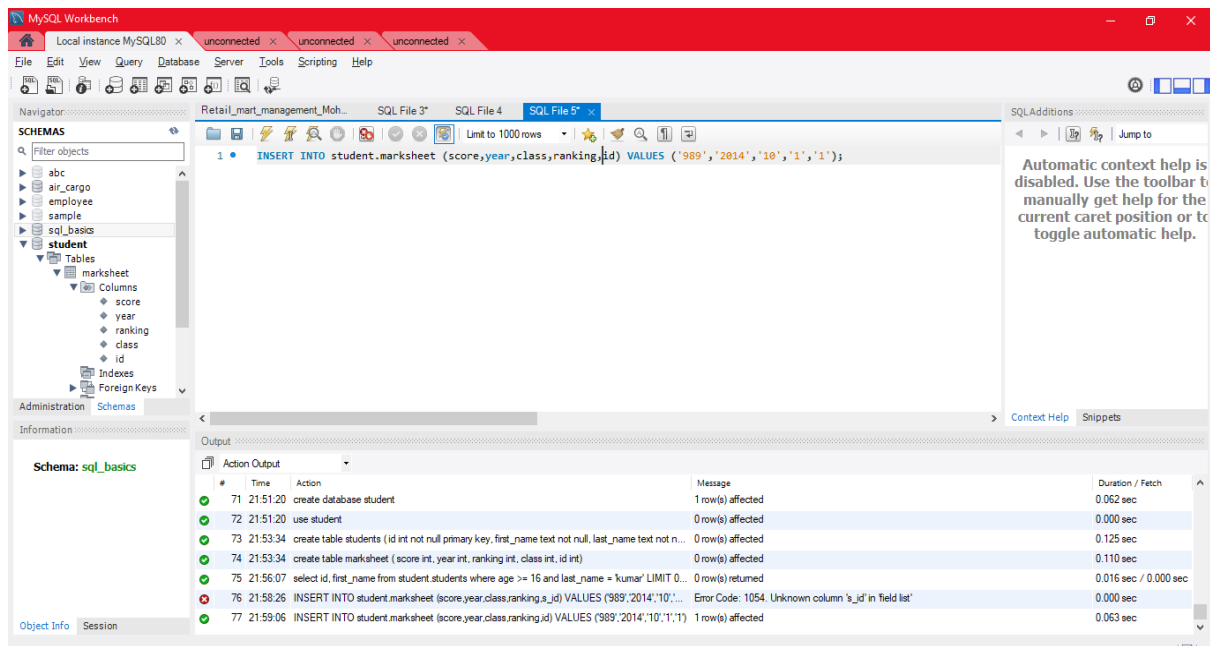 MySQL Workbench
Local instance MySQL80 × unconnected × unconnected × unconnected ×
File Edit View Query Database Server Tools Scripting Help
Navigator
SCHEMAS
Filter objects
abc
air_cargo
employee
sample
sql_basics
student
Tables
marksheet
Columns
score
year
ranking
class
id
Indexes
Foreign Keys
Administration Schemas
Information
Schema: sql_basics
Object Info Session
Retail_mart_management_Moh... SQL File 3* SQL File 4 SQL File 5* ×
Limit to 1000 rows
1 INSERT INTO student.marksheet (score,year,class,ranking,id) VALUES ('989','2014','10','1','1');
SQLAdditions
Jump to
Automatic context help is
disabled. Use the toolbar to
manually get help for the
current caret position or to
toggle automatic help.
Context Help Snippets
Output
Action Output
# Time Action Message Duration / Fetch
71 21:51:20 create database student 1 row(s) affected 0.062 sec
72 21:51:20 use student 0 row(s) affected 0.000 sec
73 21:53:34 create table students ( id int not null primary key, first_name text not null, last_name text not n... 0 row(s) affected 0.125 sec
74 21:53:34 create table marksheet ( score int, year int, ranking int, class int, id int) 0 row(s) affected 0.110 sec
75 21:56:07 select id, first_name from student.students where age >= 16 and last_name = 'kumar' LIMIT 0... 0 row(s) returned 0.016 sec / 0.000 sec
76 21:58:26 INSERT INTO student.marksheet (score,year,class,ranking,s_id) VALUES ('989','2014','10','... Error Code: 1054. Unknown column 's_id' in 'field list' 0.000 sec
77 21:59:06 INSERT INTO student.marksheet (score,year,class,ranking,id) VALUES ('989','2014','10','1','1') 1 row(s) affected 0.063 sec